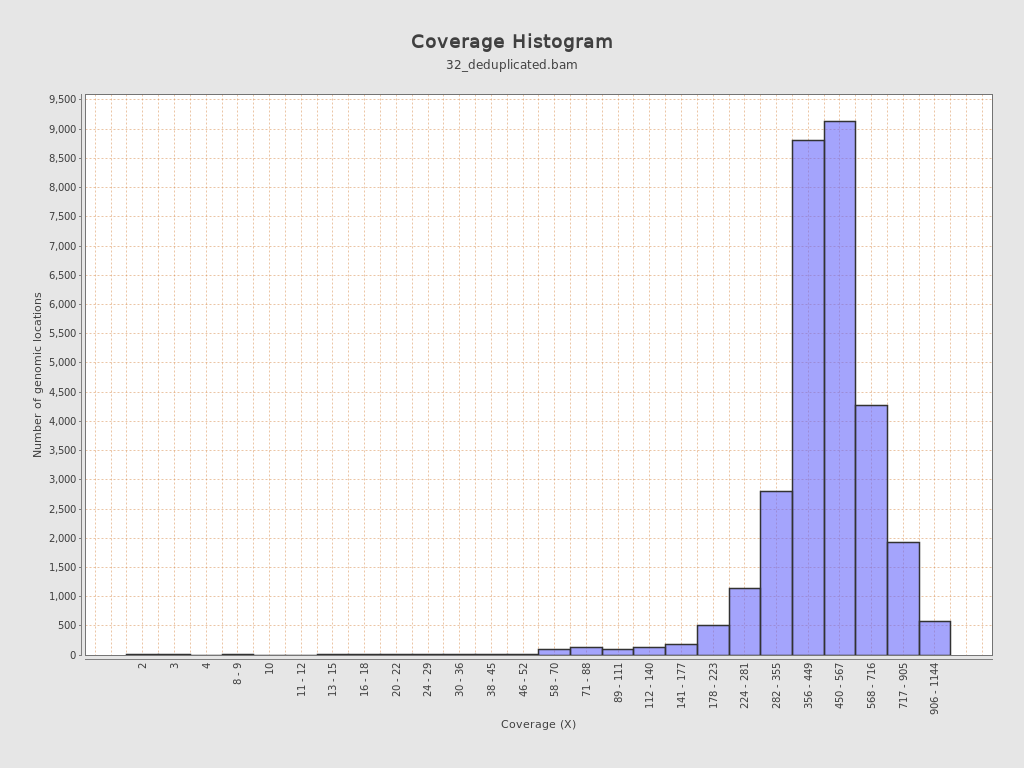 Coverage Histogram
32_deduplicated.bam
Number of genomic locations
9,500
9,000
8,500
8,000
7,500
7,000
6,500
6,000
5,500
5,000
4,500
4,000
3,500
3,000
2,500
2,000
1,500
1,000
500
0
2
3
4
8 - 9
10
11 - 12
13 - 15
16 - 18
20 - 22
24 - 29
30 - 36
38 - 45
46 - 52
58 - 70
71 - 88
89 - 111
112 - 140
141 - 177
178 - 223
224 - 281
282 - 355
356 - 449
450 - 567
568 - 716
717 - 905
906 - 1144
Coverage (X)